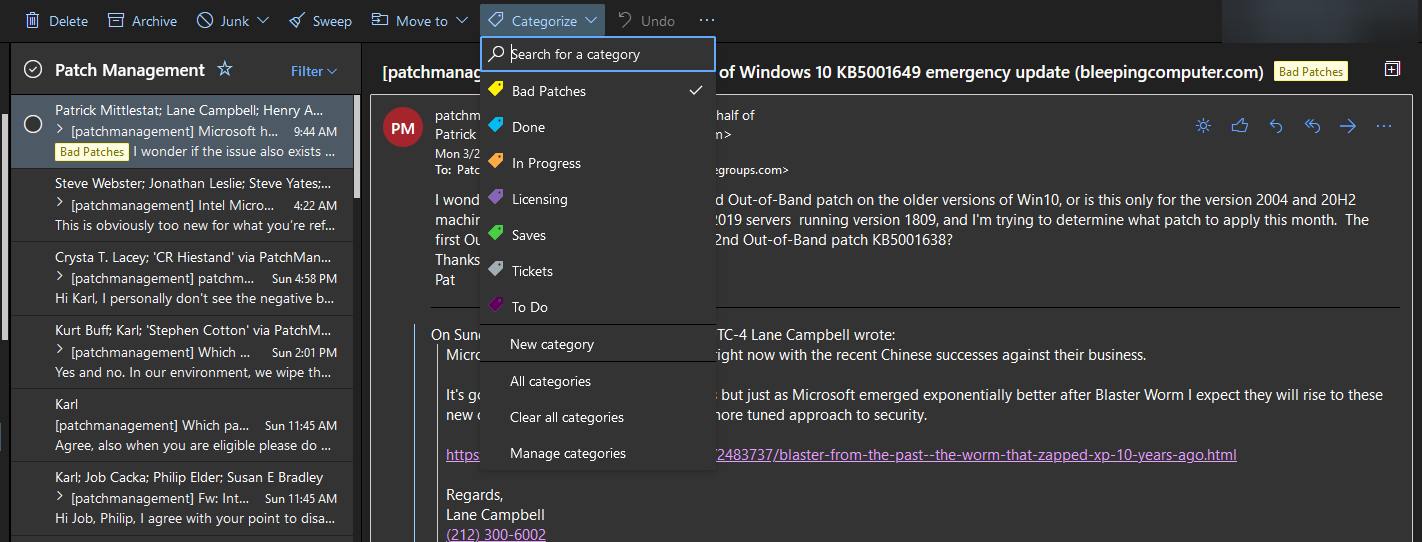 Delete Archive Junk Sweep Move to Categorize Undo
Patch Management
Filter
Patrick Mittlestat; Lane Campbell; Henry A...
[patchmanagement] Microsoft h... 9:44 AM
Bad Patches I wonder if the issue also exists ...
Steve Webster; Jonathan Leslie; Steve Yates;...
[patchmanagement] Intel Micro... 4:22 AM
This is obviously too new for what you're ref...
Crysta T. Lacey; 'CR Hiestand' via PatchMan...
[patchmanagement] patchm... Sun 4:58 PM
Hi Karl, I personally don't see the negative b...
Kurt Buff; Karl; 'Stephen Cotton' via PatchM...
[patchmanagement] Which ... Sun 2:01 PM
Yes and no. In our environment, we wipe th...
Karl
[patchmanagement] Which pa... Sun 11:45 AM
Agree, also when you are eligible please do ...
Karl; Job Cacka; Philip Elder; Susan E Bradley
[patchmanagement] Fw: Int... Sun 11:45 AM
Hi Job, Philip, I agree with your point to disa...
Search for a category
Bad Patches
Done
In Progress
Licensing
Saves
Tickets
To Do
New category
All categories
Clear all categories
Manage categories
[patchmanag of Windows 10 KB5001649 emergency update (bleepingcomputer.com) Bad Patches
PM
patchm half of
Patrick m>
Mon 3/2
To: Patc egroups.com>
I wond d Out-of-Band patch on the older versions of Win10, or is this only for the version 2004 and 20H2
machin 2019 servers running version 1809, and I'm trying to determine what patch to apply this month. The
first Ou 2nd Out-of-Band patch KB5001638?
Thanks
Pat
On Sun TC-4 Lane Campbell wrote:
Micro right now with the recent Chinese successes against their business.
It's go s but just as Microsoft emerged exponentially better after Blaster Worm I expect they will rise to these
new c more tuned approach to security.
https /2483737/blaster-from-the-past--the-worm-that-zapped-xp-10-years-ago.html
Regards,
Lane Campbell
(212) 300-6002